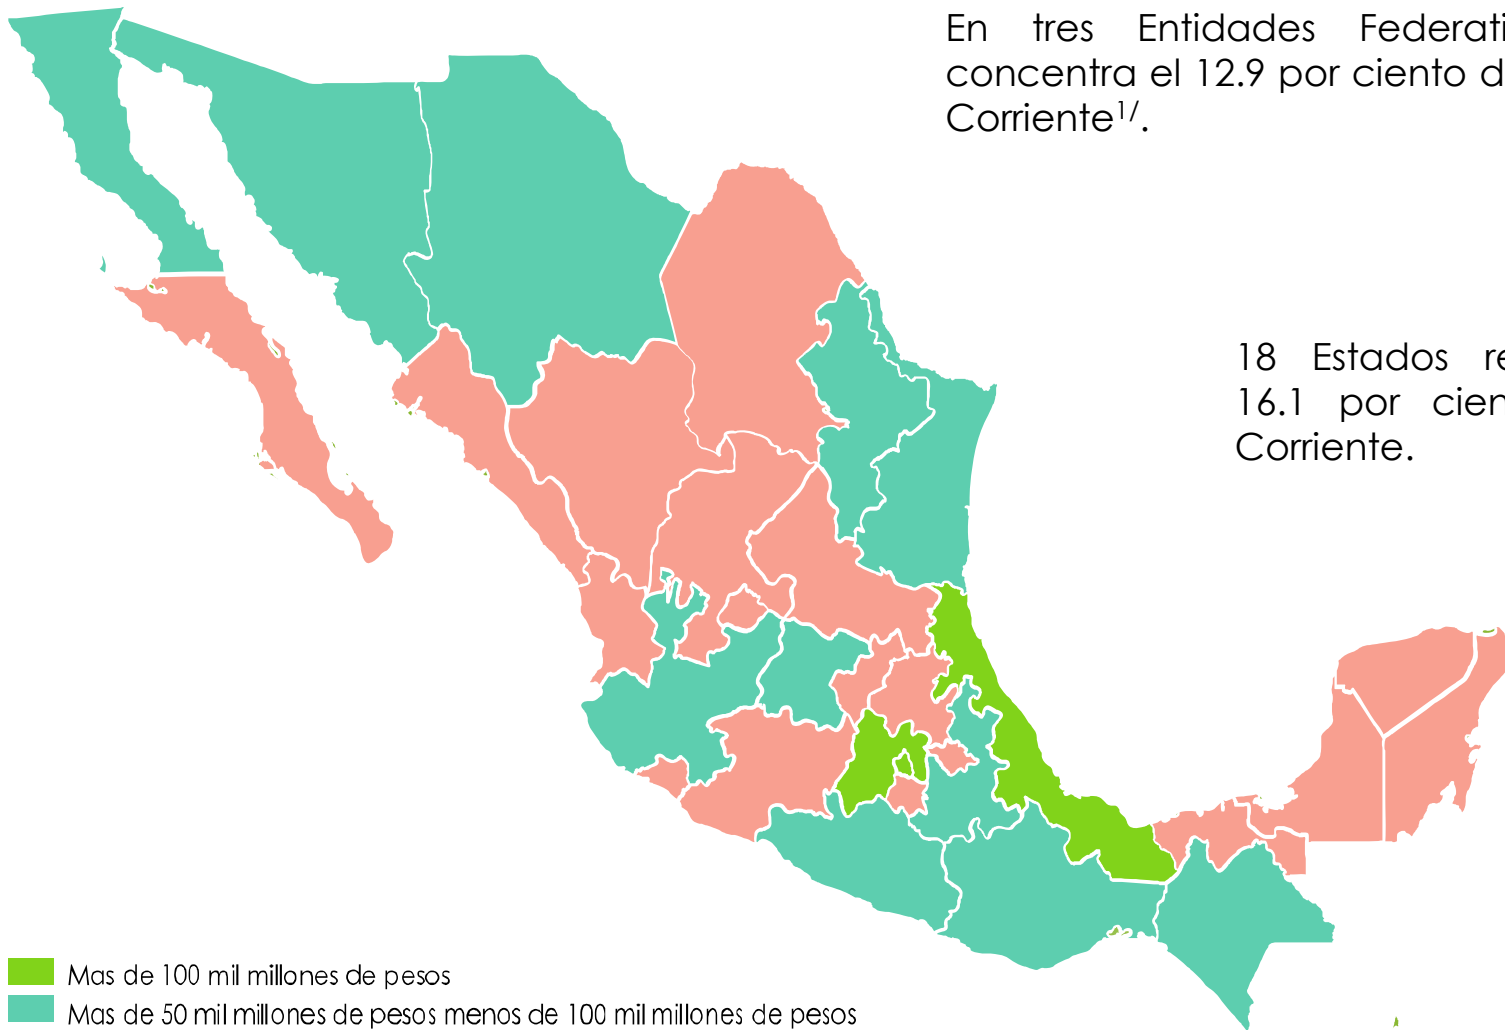 En tres Entidades Federati
concentra el 12.9 por ciento d
Corriente1/.
18 Estados re
16.1 por cien
Corriente.
Mas de 100 mil millones de pesos
Mas de 50 mil millones de pesos menos de 100 mil millones de pesos